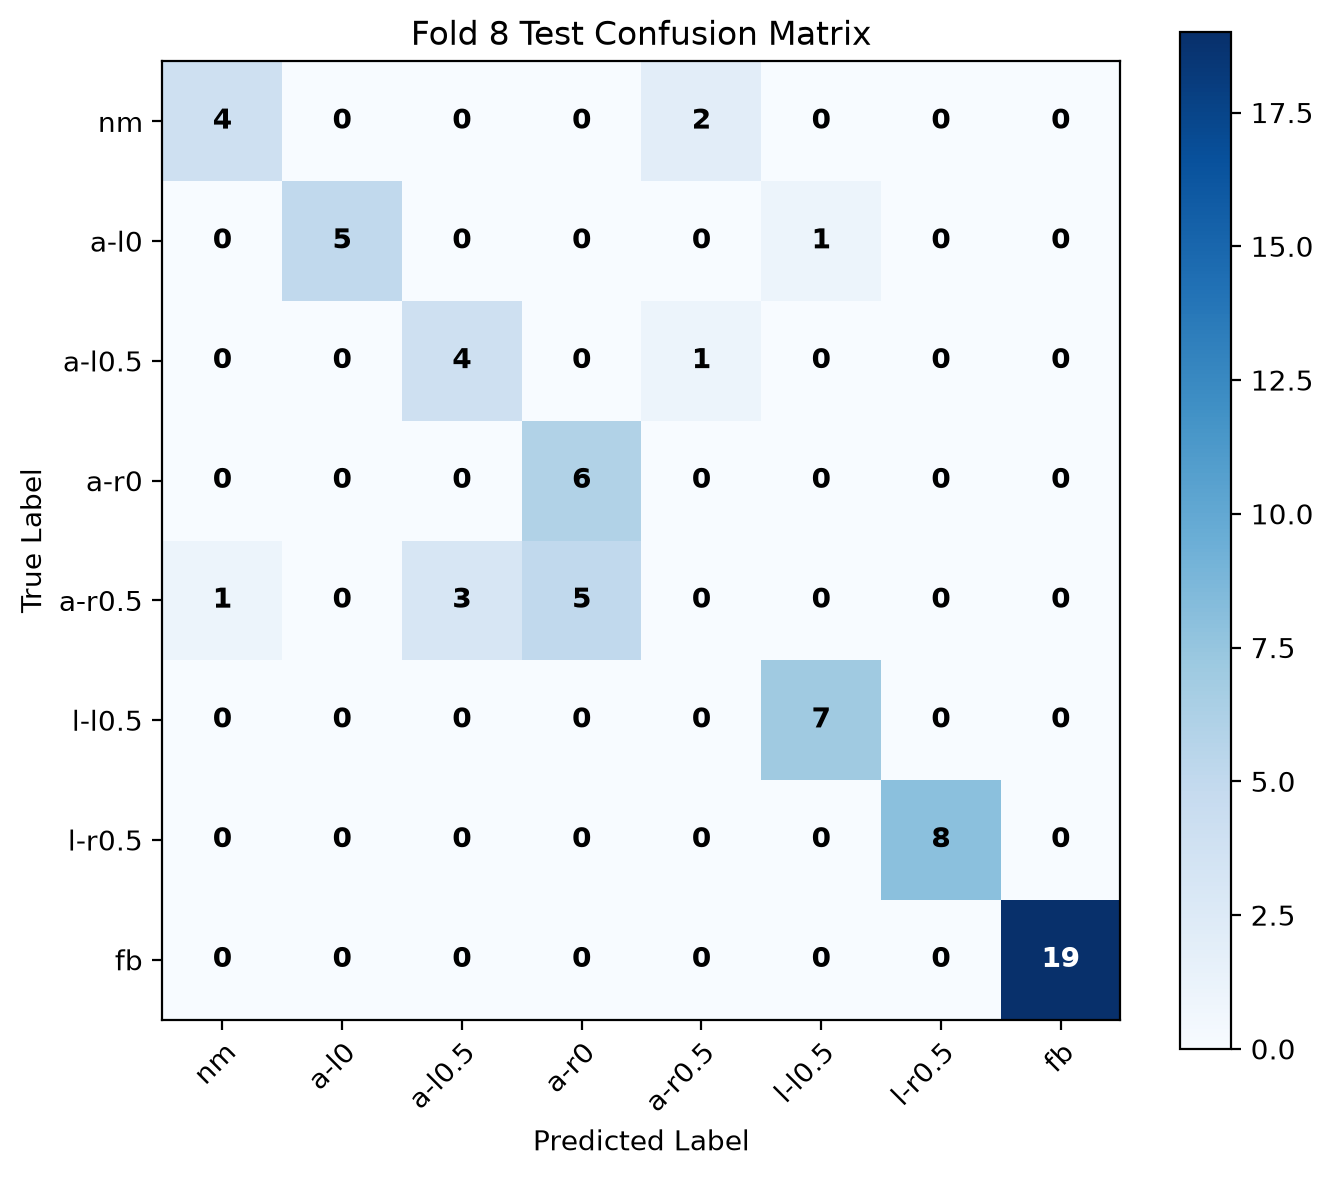 Fold 8 Test Confusion Matrix
nm 4 0 0 0 2 0 0 0
a-l0 0 5 0 0 0 1 0 0
a-l0.5 0 0 4 0 1 0 0 0
a-r0 0 0 0 6 0 0 0 0
a-r0.5 1 0 3 5 0 0 0 0
l-l0.5 0 0 0 0 0 7 0 0
l-r0.5 0 0 0 0 0 0 8 0
fb 0 0 0 0 0 0 0 19
True Label
nm a-l0 a-l0.5 a-r0 a-r0.5 l-l0.5 l-r0.5 fb
Predicted Label
17.5
15.0
12.5
10.0
7.5
5.0
2.5
0.0